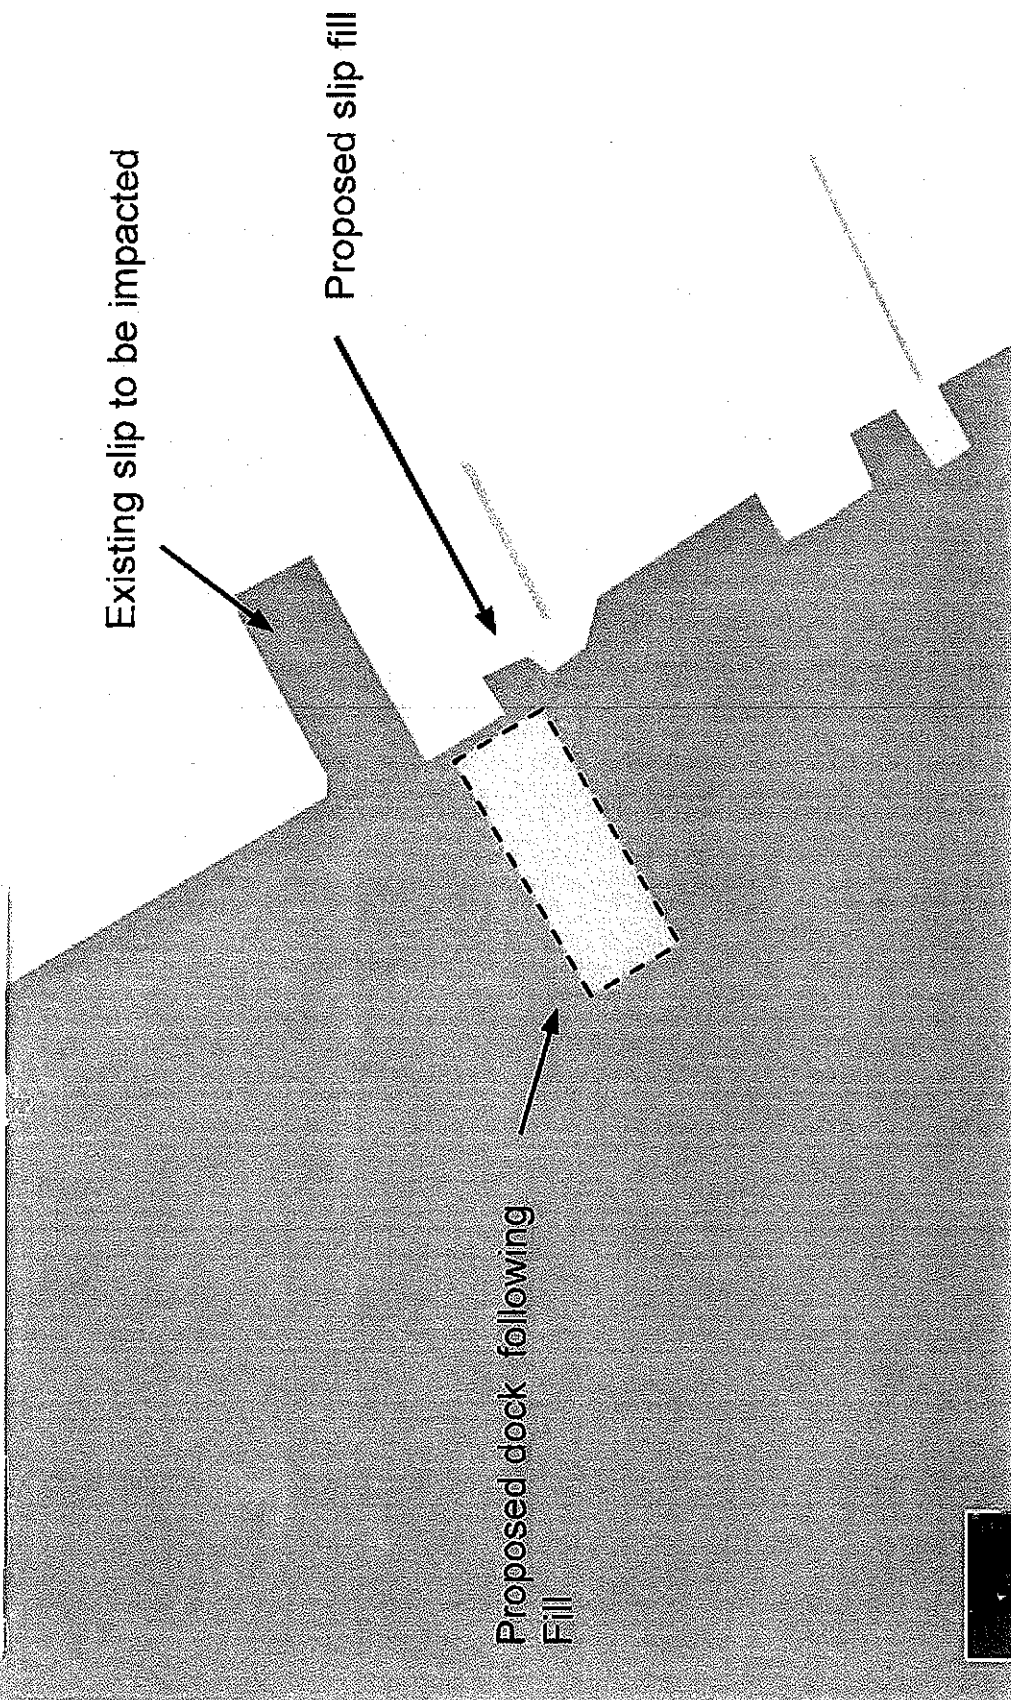 Existing slip to be impacted
Proposed slip fill
Proposed dock following
Fill